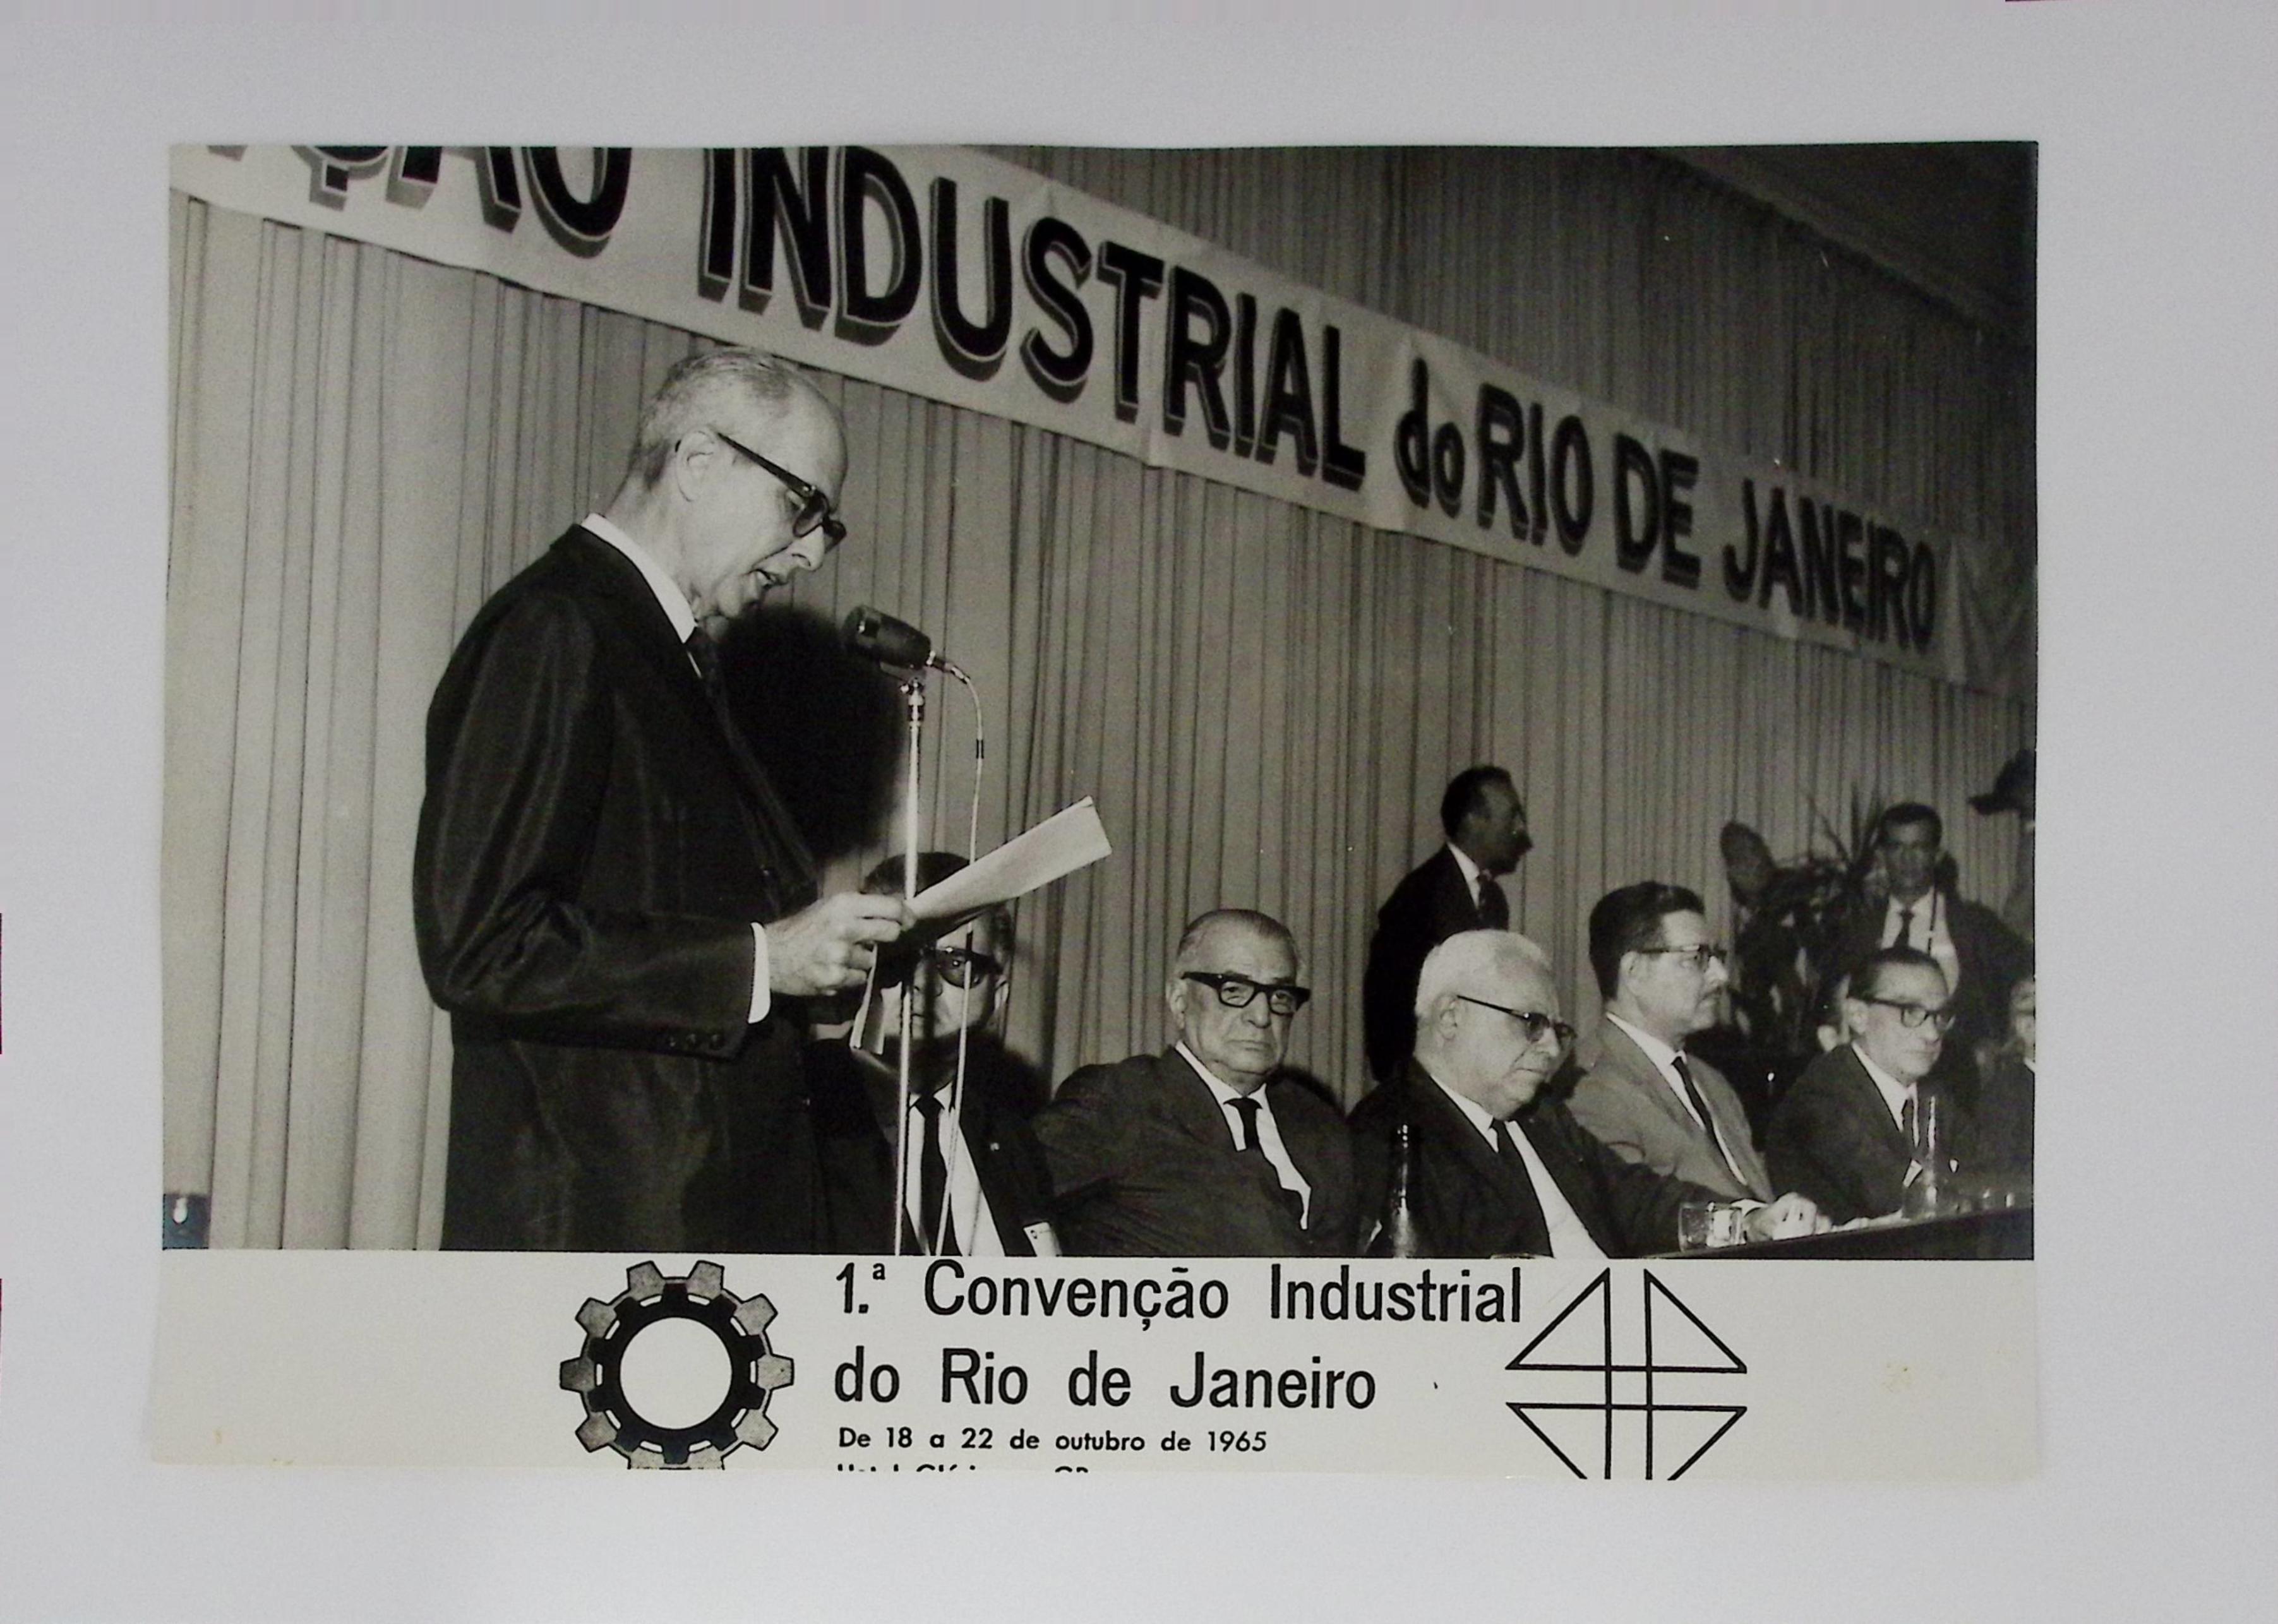 ÇÃO INDUSTRIAL do RIO DE JANEIRO
1.ª Convenção Industrial
do Rio de Janeiro
De 18 a 22 de outubro de 1965